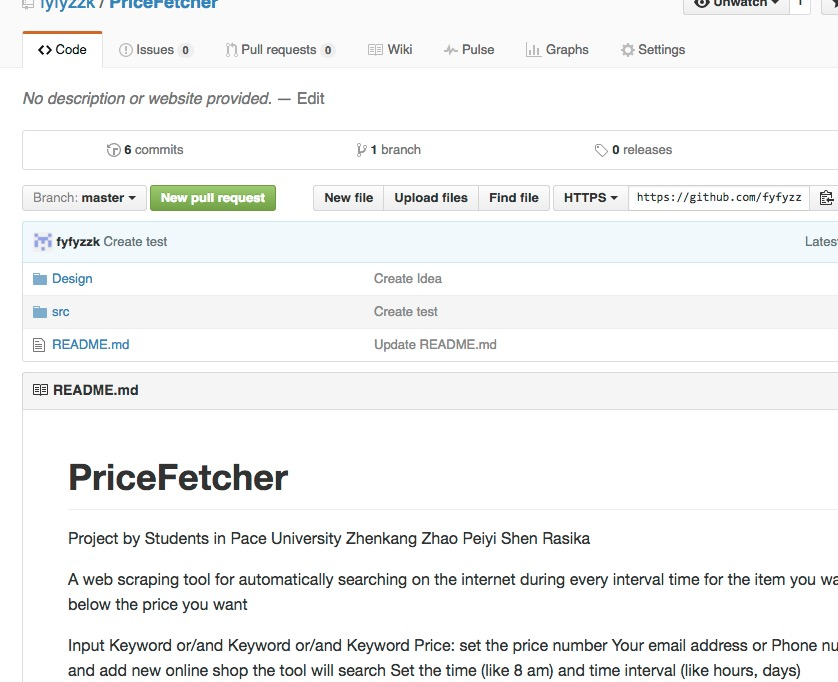 fyfyzzk / PriceFetcher
Unwatch 1
Code Issues 0 Pull requests 0 Wiki Pulse Graphs Settings
No description or website provided. — Edit
6 commits 1 branch 0 releases
Branch: master New pull request New file Upload files Find file HTTPS https://github.com/fyfyzz
fyfyzzk Create test Lates
Design Create Idea
src Create test
README.md Update README.md
README.md
PriceFetcher
Project by Students in Pace University Zhenkang Zhao Peiyi Shen Rasika
A web scraping tool for automatically searching on the internet during every interval time for the item you wa
below the price you want
Input Keyword or/and Keyword or/and Keyword Price: set the price number Your email address or Phone nu
and add new online shop the tool will search Set the time (like 8 am) and time interval (like hours, days)